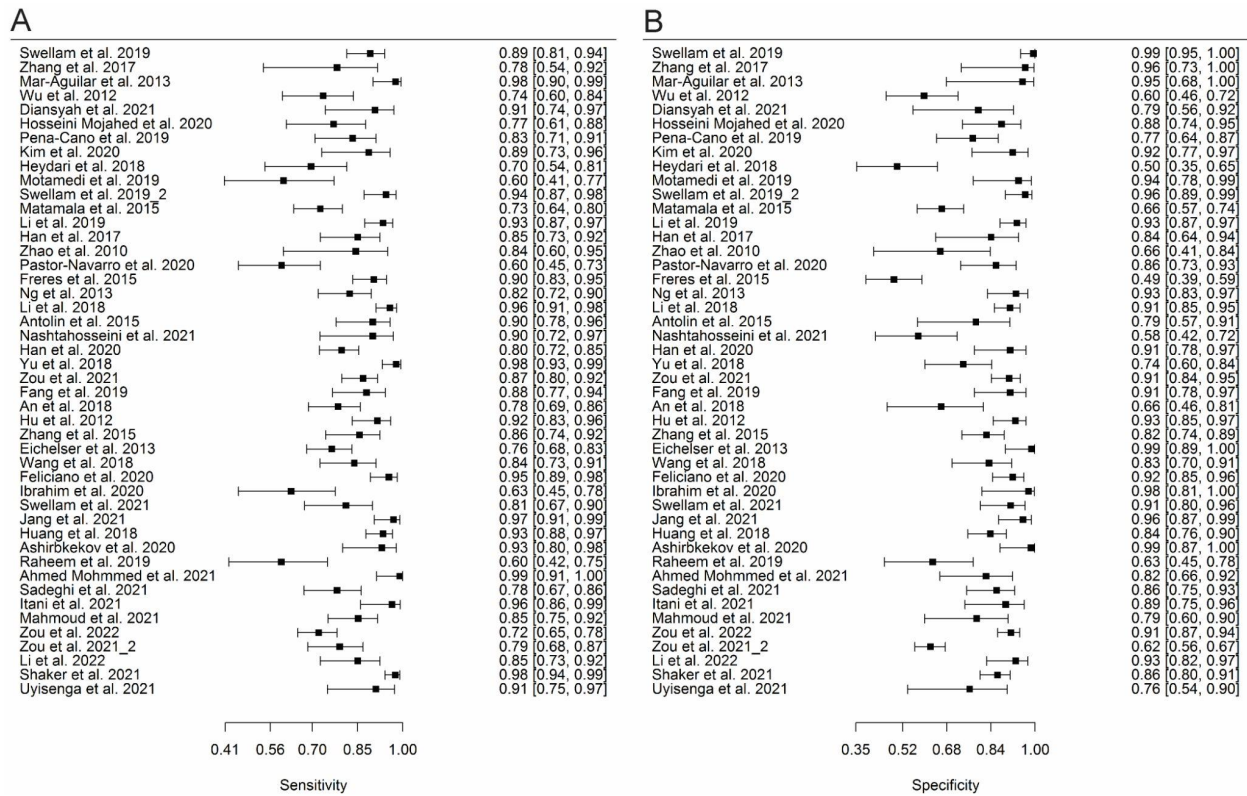 A
Swellam et al. 2019 0.89 [0.81, 0.94]
Zhang et al. 2017 0.78 [0.54, 0.92]
Mar-Aguilar et al. 2013 0.98 [0.90, 0.99]
Wu et al. 2012 0.74 [0.60, 0.84]
Diansyah et al. 2021 0.91 [0.74, 0.97]
Hosseini Mojahed et al. 2020 0.77 [0.61, 0.88]
Pena-Cano et al. 2019 0.83 [0.71, 0.91]
Kim et al. 2020 0.89 [0.73, 0.96]
Heydari et al. 2018 0.70 [0.54, 0.81]
Motamedi et al. 2019 0.60 [0.41, 0.77]
Swellam et al. 2019_2 0.94 [0.87, 0.98]
Matamala et al. 2015 0.73 [0.64, 0.80]
Li et al. 2019 0.93 [0.87, 0.97]
Han et al. 2017 0.85 [0.73, 0.92]
Zhao et al. 2010 0.84 [0.60, 0.95]
Pastor-Navarro et al. 2020 0.60 [0.45, 0.73]
Freres et al. 2015 0.90 [0.83, 0.95]
Ng et al. 2013 0.82 [0.72, 0.90]
Li et al. 2018 0.96 [0.91, 0.98]
Antolin et al. 2015 0.90 [0.78, 0.96]
Nashtahosseini et al. 2021 0.90 [0.72, 0.97]
Han et al. 2020 0.80 [0.72, 0.85]
Yu et al. 2018 0.98 [0.93, 0.99]
Zou et al. 2021 0.87 [0.80, 0.92]
Fang et al. 2019 0.88 [0.77, 0.94]
An et al. 2018 0.78 [0.69, 0.86]
Hu et al. 2012 0.92 [0.83, 0.96]
Zhang et al. 2015 0.86 [0.74, 0.92]
Eichelser et al. 2013 0.76 [0.68, 0.83]
Wang et al. 2018 0.84 [0.73, 0.91]
Feliciano et al. 2020 0.95 [0.89, 0.98]
Ibrahim et al. 2020 0.63 [0.45, 0.78]
Swellam et al. 2021 0.81 [0.67, 0.90]
Jang et al. 2021 0.97 [0.91, 0.99]
Huang et al. 2018 0.93 [0.88, 0.97]
Ashirbkekov et al. 2020 0.93 [0.80, 0.98]
Raheem et al. 2019 0.60 [0.42, 0.75]
Ahmed Mohmmed et al. 2021 0.99 [0.91, 1.00]
Sadeghi et al. 2021 0.78 [0.67, 0.86]
Itani et al. 2021 0.96 [0.86, 0.99]
Mahmoud et al. 2021 0.85 [0.75, 0.92]
Zou et al. 2022 0.72 [0.65, 0.78]
Zou et al. 2021_2 0.79 [0.68, 0.87]
Li et al. 2022 0.85 [0.73, 0.92]
Shaker et al. 2021 0.98 [0.94, 0.99]
Uyisenga et al. 2021 0.91 [0.75, 0.97]
0.41 0.56 0.70 0.85 1.00
Sensitivity
B
Swellam et al. 2019 0.99 [0.95, 1.00]
Zhang et al. 2017 0.96 [0.73, 1.00]
Mar-Aguilar et al. 2013 0.95 [0.68, 1.00]
Wu et al. 2012 0.60 [0.46, 0.72]
Diansyah et al. 2021 0.79 [0.56, 0.92]
Hosseini Mojahed et al. 2020 0.88 [0.74, 0.95]
Pena-Cano et al. 2019 0.77 [0.64, 0.87]
Kim et al. 2020 0.92 [0.77, 0.97]
Heydari et al. 2018 0.50 [0.35, 0.65]
Motamedi et al. 2019 0.94 [0.78, 0.99]
Swellam et al. 2019_2 0.96 [0.89, 0.99]
Matamala et al. 2015 0.66 [0.57, 0.74]
Li et al. 2019 0.93 [0.87, 0.97]
Han et al. 2017 0.84 [0.64, 0.94]
Zhao et al. 2010 0.66 [0.41, 0.84]
Pastor-Navarro et al. 2020 0.86 [0.73, 0.93]
Freres et al. 2015 0.49 [0.39, 0.59]
Ng et al. 2013 0.93 [0.83, 0.97]
Li et al. 2018 0.91 [0.85, 0.95]
Antolin et al. 2015 0.79 [0.57, 0.91]
Nashtahosseini et al. 2021 0.58 [0.42, 0.72]
Han et al. 2020 0.91 [0.78, 0.97]
Yu et al. 2018 0.74 [0.60, 0.84]
Zou et al. 2021 0.91 [0.84, 0.95]
Fang et al. 2019 0.91 [0.78, 0.97]
An et al. 2018 0.66 [0.46, 0.81]
Hu et al. 2012 0.93 [0.85, 0.97]
Zhang et al. 2015 0.82 [0.74, 0.89]
Eichelser et al. 2013 0.99 [0.89, 1.00]
Wang et al. 2018 0.83 [0.70, 0.91]
Feliciano et al. 2020 0.92 [0.85, 0.96]
Ibrahim et al. 2020 0.98 [0.81, 1.00]
Swellam et al. 2021 0.91 [0.80, 0.96]
Jang et al. 2021 0.96 [0.87, 0.99]
Huang et al. 2018 0.84 [0.76, 0.90]
Ashirbkekov et al. 2020 0.99 [0.87, 1.00]
Raheem et al. 2019 0.63 [0.45, 0.78]
Ahmed Mohmmed et al. 2021 0.82 [0.66, 0.92]
Sadeghi et al. 2021 0.86 [0.75, 0.93]
Itani et al. 2021 0.89 [0.75, 0.96]
Mahmoud et al. 2021 0.79 [0.60, 0.90]
Zou et al. 2022 0.91 [0.87, 0.94]
Zou et al. 2021_2 0.62 [0.56, 0.67]
Li et al. 2022 0.93 [0.82, 0.97]
Shaker et al. 2021 0.86 [0.80, 0.91]
Uyisenga et al. 2021 0.76 [0.54, 0.90]
0.35 0.52 0.68 0.84 1.00
Specificity